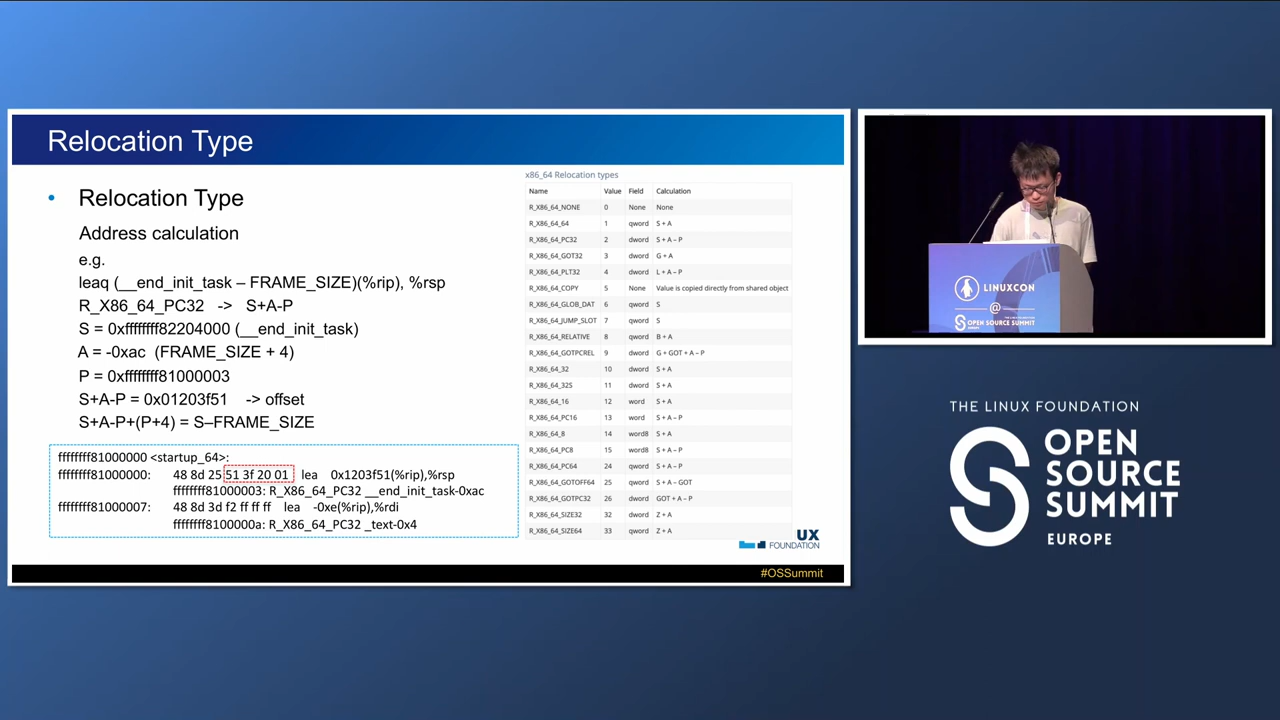 Relocation Type
• Relocation Type
Address calculation
e.g.
leaq (__end_init_task – FRAME_SIZE)(%rip), %rsp
R_X86_64_PC32 -> S+A-P
S = 0xffffffff82204000 (__end_init_task)
A = -0xac (FRAME_SIZE + 4)
P = 0xffffffff81000003
S+A-P = 0x01203f51 -> offset
S+A-P+(P+4) = S–FRAME_SIZE
ffffffff81000000 <startup_64>:
ffffffff81000000: 48 8d 25 51 3f 20 01 lea 0x1203f51(%rip),%rsp
ffffffff81000003: R_X86_64_PC32 __end_init_task-0xac
ffffffff81000007: 48 8d 3d f2 ff ff ff lea -0xe(%rip),%rdi
ffffffff8100000a: R_X86_64_PC32 _text-0x4
x86_64 Relocation types
Name Value Field Calculation
R_X86_64_NONE 0 None None
R_X86_64_64 1 qword S + A
R_X86_64_PC32 2 dword S + A – P
R_X86_64_GOT32 3 dword G + A
R_X86_64_PLT32 4 dword L + A – P
R_X86_64_COPY 5 None Value is copied directly from shared object
R_X86_64_GLOB_DAT 6 qword S
R_X86_64_JUMP_SLOT 7 qword S
R_X86_64_RELATIVE 8 qword B + A
R_X86_64_GOTPCREL 9 dword G + GOT + A – P
R_X86_64_32 10 dword S + A
R_X86_64_32S 11 dword S + A
R_X86_64_16 12 word S + A
R_X86_64_PC16 13 word S + A – P
R_X86_64_8 14 word8 S + A
R_X86_64_PC8 15 word8 S + A – P
R_X86_64_PC64 24 qword S + A – P
R_X86_64_GOTOFF64 25 qword S + A – GOT
R_X86_64_GOTPC32 26 dword GOT + A – P
R_X86_64_SIZE32 32 dword Z + A
R_X86_64_SIZE64 33 qword Z + A
UX
FOUNDATION
#OSSummit
LINUXCON
@
OPEN SOURCE SUMMIT
THE LINUX FOUNDATION
OPEN
SOURCE
SUMMIT
EUROPE